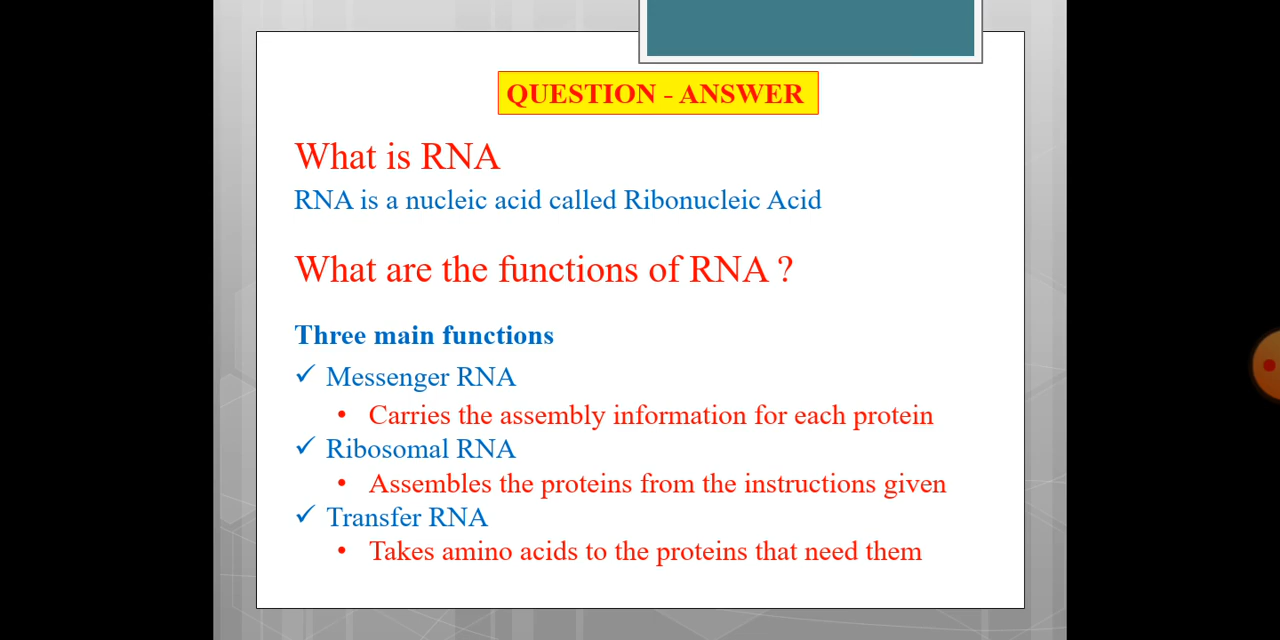 QUESTION - ANSWER
What is RNA
RNA is a nucleic acid called Ribonucleic Acid
What are the functions of RNA ?
Three main functions
✓ Messenger RNA
• Carries the assembly information for each protein
✓ Ribosomal RNA
• Assembles the proteins from the instructions given
✓ Transfer RNA
• Takes amino acids to the proteins that need them